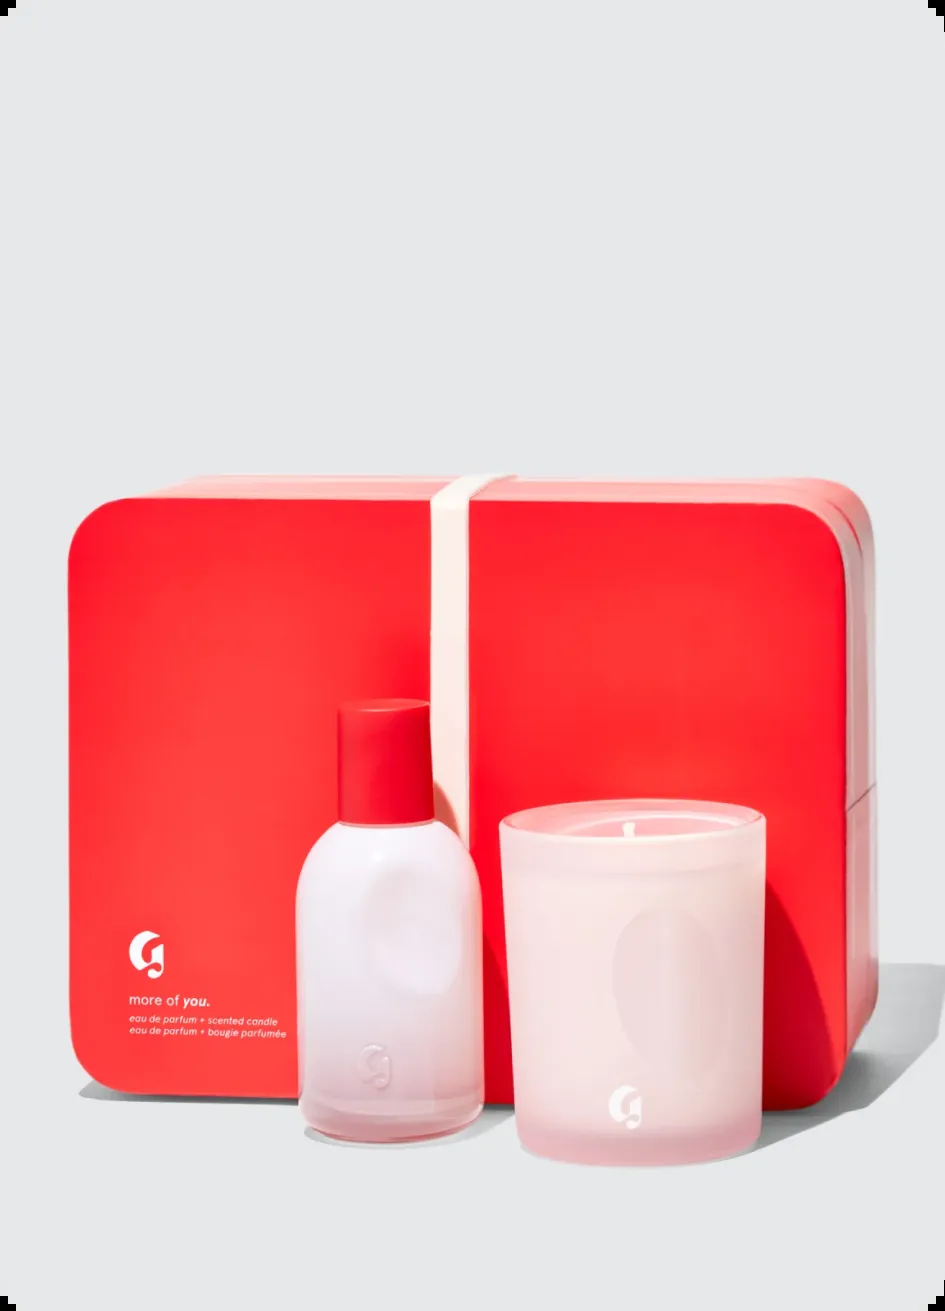 G
more of you.
eau de parfum + scented candle
eau de parfum + bougie parfumée
G
G